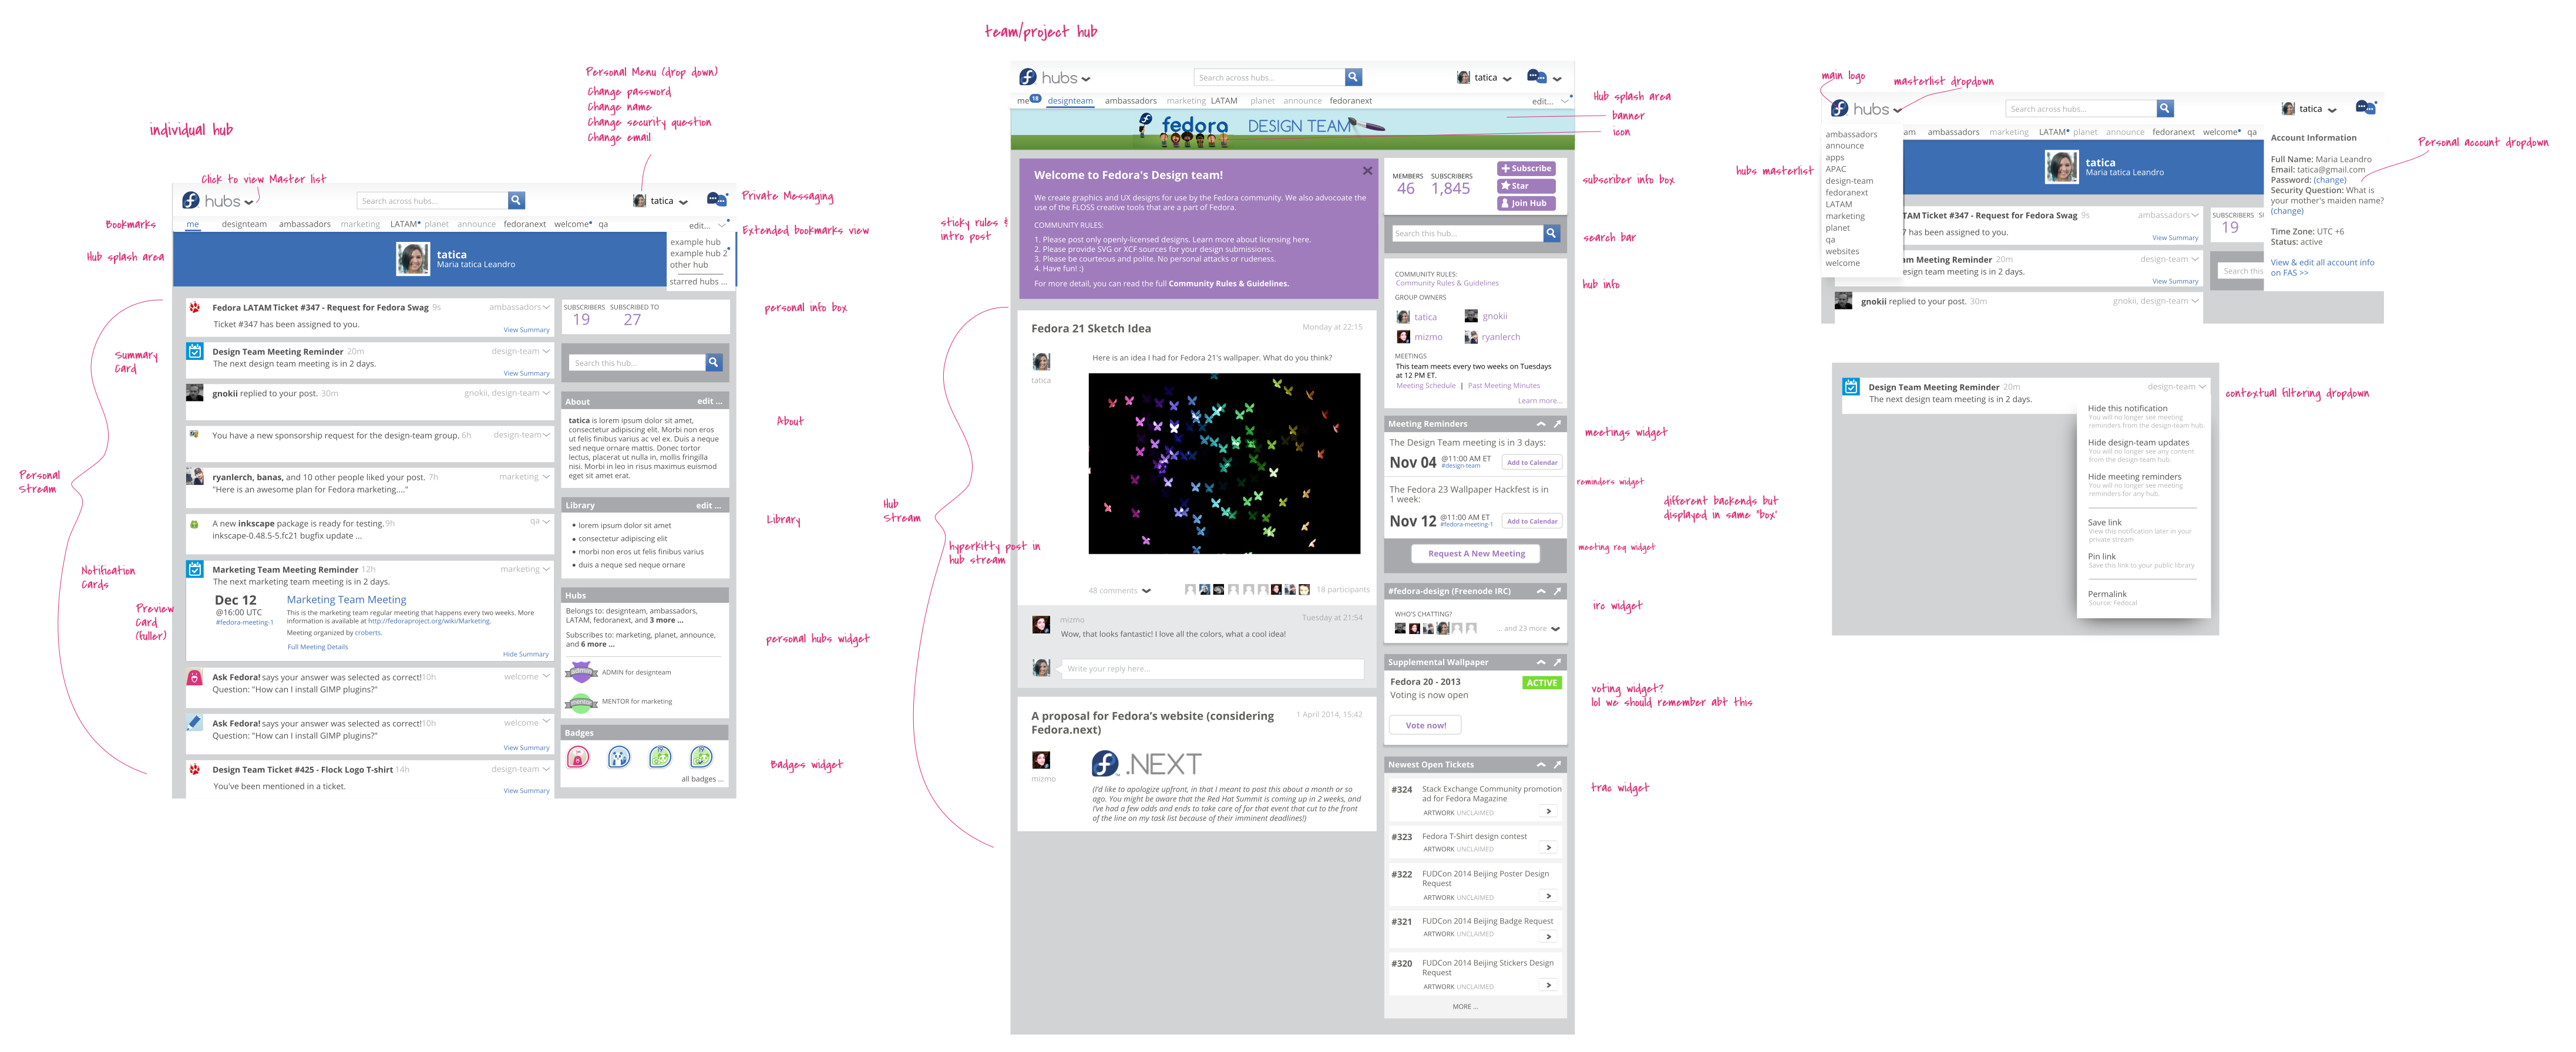 individual hub
Personal Menu (drop down)
Change password
Change name
Change security question
Change email
Click to view Master list
Private Messaging
Bookmarks
Extended bookmarks view
Hub splash area
personal info box
Summary
Card
About
Personal
Stream
Library
Notification
Cards
Preview
Card
(fuller)
personal hubs widget
Badges widget
hubs
Search across hubs...
tatica
me designteam ambassadors marketing LATAM planet announce fedoranext welcome qa edit...
example hub
example hub 2
other hub
starred hubs ...
tatica
Maria tatica Leandro
Fedora LATAM Ticket #347 - Request for Fedora Swag 9s ambassadors
Ticket #347 has been assigned to you.
View Summary
Design Team Meeting Reminder 20m design-team
The next design team meeting is in 2 days.
View Summary
gnokii replied to your post. 30m gnokii, design-team
You have a new sponsorship request for the design-team group. 6h design-team
ryanlerch, banas, and 10 other people liked your post. 7h marketing
"Here is an awesome plan for Fedora marketing...."
A new inkscape package is ready for testing. 9h qa
inkscape-0.48.5-5.fc21 bugfix update ...
Marketing Team Meeting Reminder 12h marketing
The next marketing team meeting is in 2 days.
Dec 12
@16:00 UTC
#fedora-meeting-1
Marketing Team Meeting
This is the marketing team regular meeting that happens every two weeks. More
information is available at http://fedoraproject.org/wiki/Marketing.
Meeting organized by croberts.
Full Meeting Details
Hide Summary
Ask Fedora! says your answer was selected as correct! 10h welcome
Question: "How can I install GIMP plugins?"
Ask Fedora! says your answer was selected as correct! 10h welcome
Question: "How can I install GIMP plugins?"
View Summary
Design Team Ticket #425 - Flock Logo T-shirt 14h design-team
You've been mentioned in a ticket.
View Summary
SUBSCRIBERS SUBSCRIBED TO
19 27
Search this hub...
About edit ...
tatica is lorem ipsum dolor sit amet,
consectetur adipiscing elit. Morbi non eros
ut felis finibus varius ac vel ex. Duis a neque
sed neque ornare mattis. Donec tortor
lectus, placerat ut nulla in, mollis fringilla
nisi. Morbi in leo in risus maximus euismod
eget sit amet erat.
Library edit ...
lorem ipsum dolor sit amet
consectetur adipiscing elit
morbi non eros ut felis finibus varius
duis a neque sed neque ornare
Hubs
Belongs to: designteam, ambassadors,
LATAM, fedoranext, and 3 more ...
Subscribes to: marketing, planet, announce,
and 6 more ...
ADMIN for designteam
MENTOR for marketing
Badges
all badges ...
team/project hub
Hub splash area
banner
icon
sticky rules &
intro post
subscriber info box
search bar
hub info
meetings widget
Hub
Stream
reminders widget
different backends but
displayed in same "box"
hyperkitty post in
hub stream
meeting req widget
irc widget
voting widget?
lol we should remember abt this
trac widget
hubs
Search across hubs...
tatica
me 18 designteam ambassadors marketing LATAM planet announce fedoranext edit...
fedora DESIGN TEAM
Welcome to Fedora's Design team!
We create graphics and UX designs for use by the Fedora community. We also advocoate the
use of the FLOSS creative tools that are a part of Fedora.
COMMUNITY RULES:
1. Please post only openly-licensed designs. Learn more about licensing here.
2. Please provide SVG or XCF sources for your design submissions.
3. Please be courteous and polite. No personal attacks or rudeness.
4. Have fun! :)
For more detail, you can read the full Community Rules & Guidelines.
Fedora 21 Sketch Idea Monday at 22:15
tatica
Here is an idea I had for Fedora 21's wallpaper. What do you think?
48 comments 18 participants
mizmo Tuesday at 21:54
Wow, that looks fantastic! I love all the colors, what a cool idea!
Write your reply here...
A proposal for Fedora's website (considering
Fedora.next)
1 April 2014, 15:42
mizmo
.NEXT
(I'd like to apologize upfront, in that I meant to post this about a month or so
ago. You might be aware that the Red Hat Summit is coming up in 2 weeks, and
I've had a few odds and ends to take care of for that event that cut to the front
of the line on my task list because of their imminent deadlines!)
MEMBERS SUBSCRIBERS
46 1,845
Subscribe
Star
Join Hub
Search this hub...
COMMUNITY RULES:
Community Rules & Guidelines
GROUP OWNERS
tatica gnokii
mizmo ryanlerch
MEETINGS
This team meets every two weeks on Tuesdays
at 12 PM ET.
Meeting Schedule | Past Meeting Minutes
Learn more...
Meeting Reminders
The Design Team meeting is in 3 days:
Nov 04 @11:00 AM ET
#design-team
Add to Calendar
The Fedora 23 Wallpaper Hackfest is in
1 week:
Nov 12 @11:00 AM ET
#fedora-meeting-1
Add to Calendar
Request A New Meeting
#fedora-design (Freenode IRC)
WHO'S CHATTING?
... and 23 more
Supplemental Wallpaper
Fedora 20 - 2013 ACTIVE
Voting is now open
Vote now!
Newest Open Tickets
#324 Stack Exchange Community promotion
ad for Fedora Magazine
ARTWORK UNCLAIMED
#323 Fedora T-Shirt design contest
ARTWORK UNCLAIMED
#322 FUDCon 2014 Beijing Poster Design
Request
ARTWORK UNCLAIMED
#321 FUDCon 2014 Beijing Badge Request
ARTWORK UNCLAIMED
#320 FUDCon 2014 Beijing Stickers Design
Request
ARTWORK UNCLAIMED
MORE ...
main logo
masterlist dropdown
Personal account dropdown
hubs masterlist
hubs
Search across hubs...
tatica
am ambassadors marketing LATAM planet announce fedoranext welcome qa
ambassadors
announce
apps
APAC
design-team
fedoranext
LATAM
marketing
planet
qa
websites
welcome
tatica
Maria tatica Leandro
TAM Ticket #347 - Request for Fedora Swag 9s ambassadors
7 has been assigned to you.
View Summary
am Meeting Reminder 20m design-team
esign team meeting is in 2 days.
View Summary
gnokii replied to your post. 30m gnokii, design-team
SUBSCRIBERS S
19
Search this
Account Information
Full Name: Maria Leandro
Email: tatica@gmail.com
Password: (change)
Security Question: What is
your mother's maiden name?
(change)
Time Zone: UTC +6
Status: active
View & edit all account info
on FAS >>
contextual filtering dropdown
Design Team Meeting Reminder 20m design-team
The next design team meeting is in 2 days.
Hide this notification
You will no longer see meeting
reminders from the design-team hub.
Hide design-team updates
You will no longer see any content
from the design-team hub.
Hide meeting reminders
You will no longer see meeting
reminders for any hub.
Save link
View this notification later in your
private stream
Pin link
Save this link to your public library
Permalink
Source: Fedocal